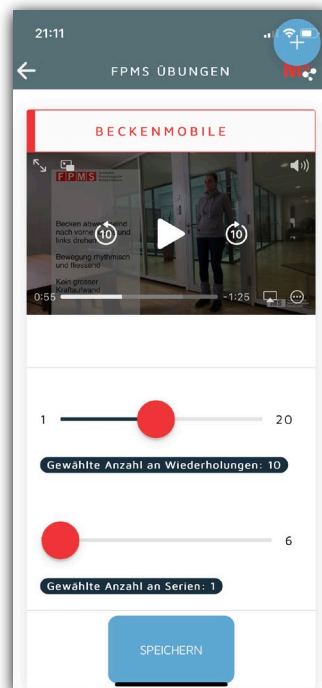 21:11
FPMS ÜBUNGEN
BECKENMOBILE
FPMS
Becken abwechselnd
nach vorne und
links drehen
Bewegung rythmisch
und fliessend
Kein grosser
Kraftaufwand
10
10
0:55
-1:25
1
20
Gewählte Anzahl an Wiederholungen: 10
6
Gewählte Anzahl an Serien: 1
SPEICHERN